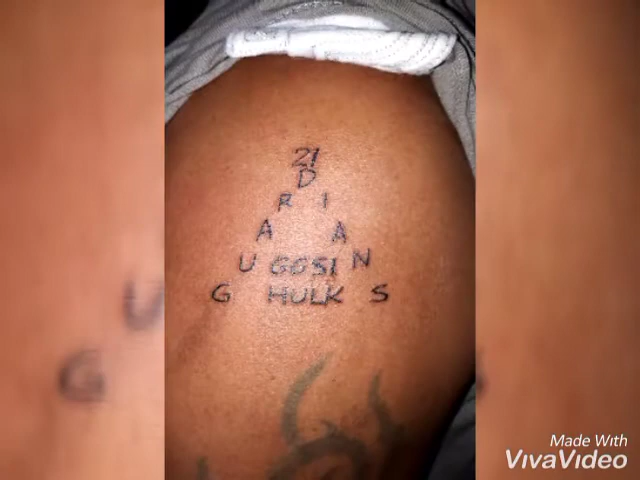 21
D
R I
A A
U GOSI N
G HULK S
Made With
VivaVideo